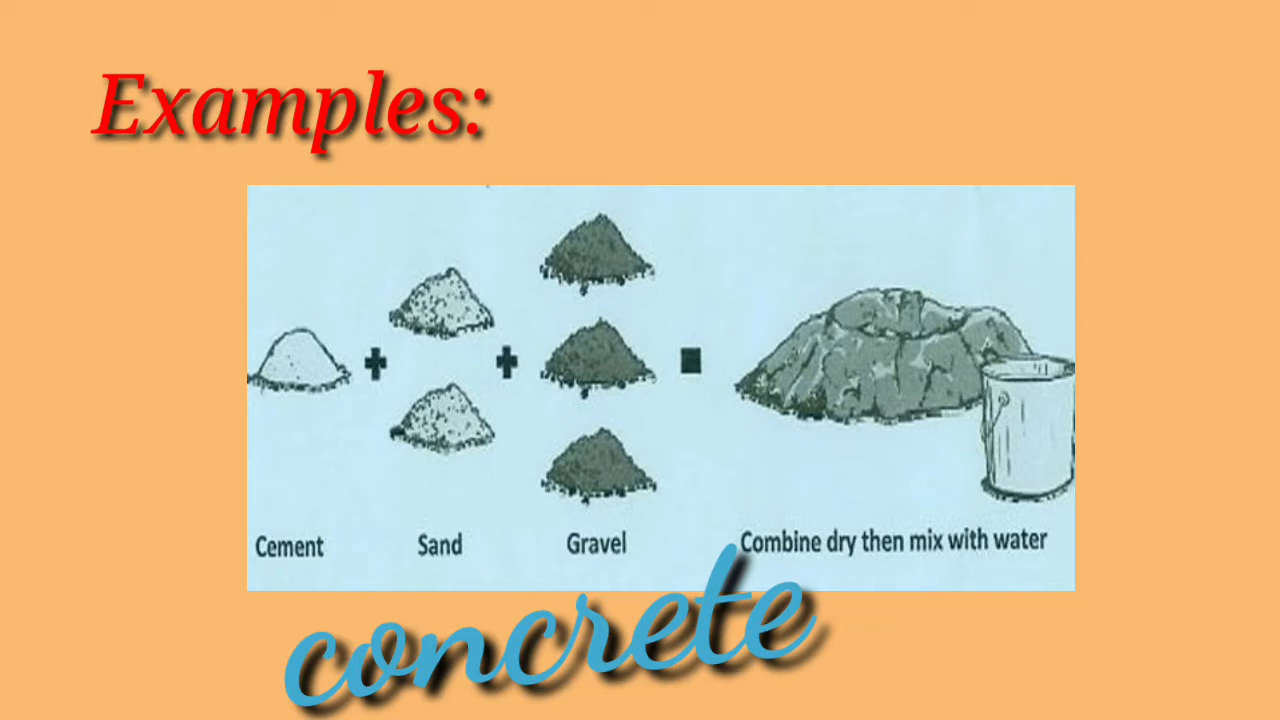 Examples:
Cement Sand Gravel Combine dry then mix with water
concrete